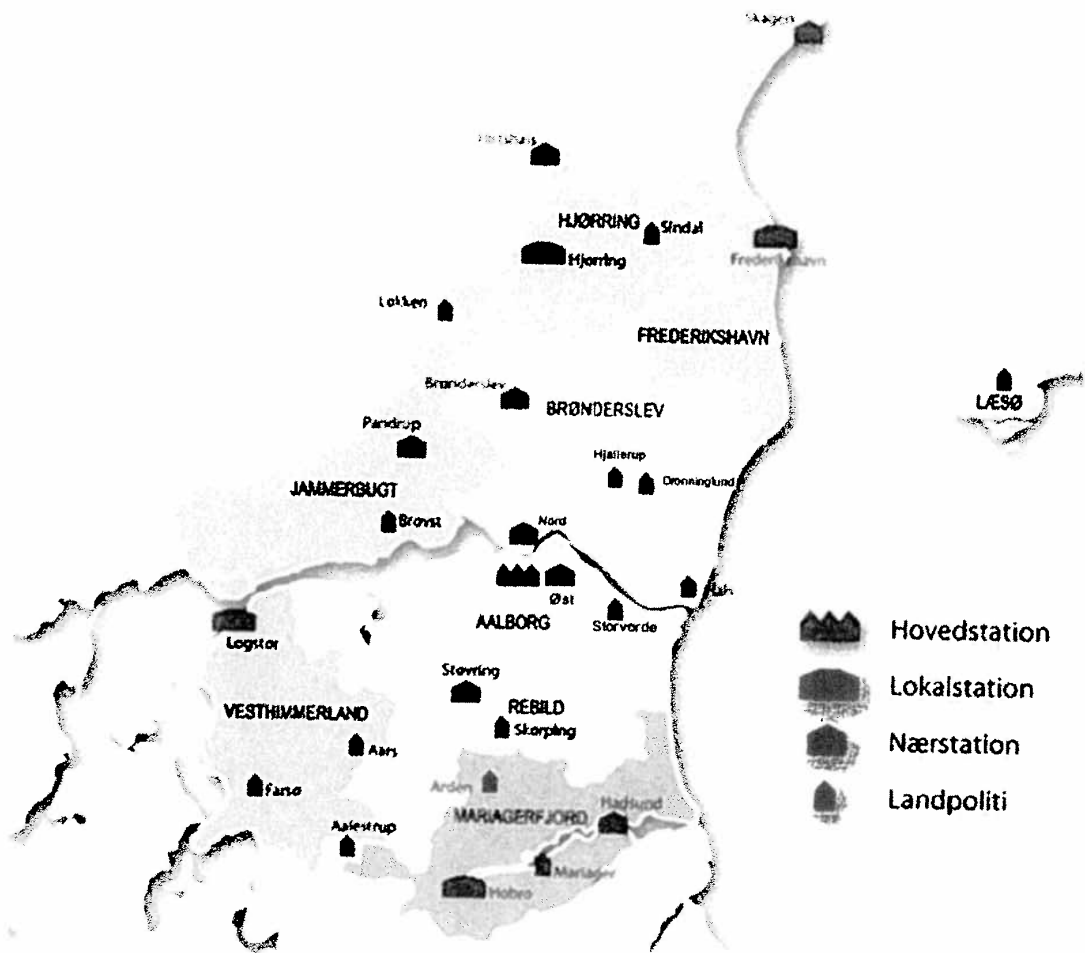 Skagen
HJØRRING
Sindal
Hjørring
Frederikshavn
Løkken
FREDERIKSHAVN
LÆSØ
Brønderslev
BRØNDERSLEV
Pandrup
Hjallerup
Dronninglund
JAMMERBUGT
Brovst
Nord
Øst
AALBORG
Storvorde
Løgstør
Støvring
VESTHIMMERLAND
REBILD
Skørping
Aars
Farsø
Arden
MARIAGERFJORD
Hadsund
Aalestrup
Mariager
Hobro
Hovedstation
Lokalstation
Nærstation
Landpoliti